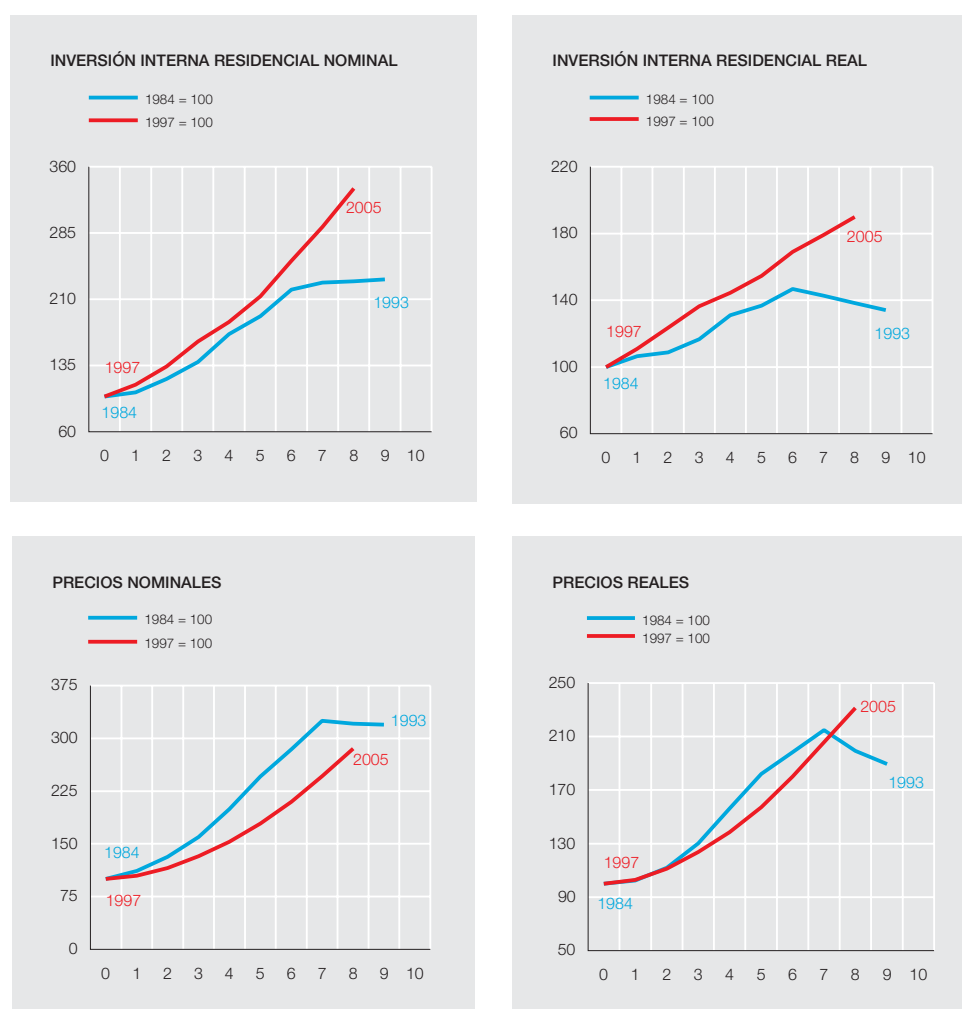 INVERSIÓN INTERNA RESIDENCIAL NOMINAL
1984 = 100
1997 = 100
360
285
210
135
60
2005
1993
1997
1984
0 1 2 3 4 5 6 7 8 9 10
INVERSIÓN INTERNA RESIDENCIAL REAL
1984 = 100
1997 = 100
220
180
140
100
60
2005
1993
1997
1984
0 1 2 3 4 5 6 7 8 9 10
PRECIOS NOMINALES
1984 = 100
1997 = 100
375
300
225
150
75
0
1993
2005
1984
1997
0 1 2 3 4 5 6 7 8 9 10
PRECIOS REALES
1984 = 100
1997 = 100
250
210
170
130
90
50
2005
1993
1997
1984
0 1 2 3 4 5 6 7 8 9 10